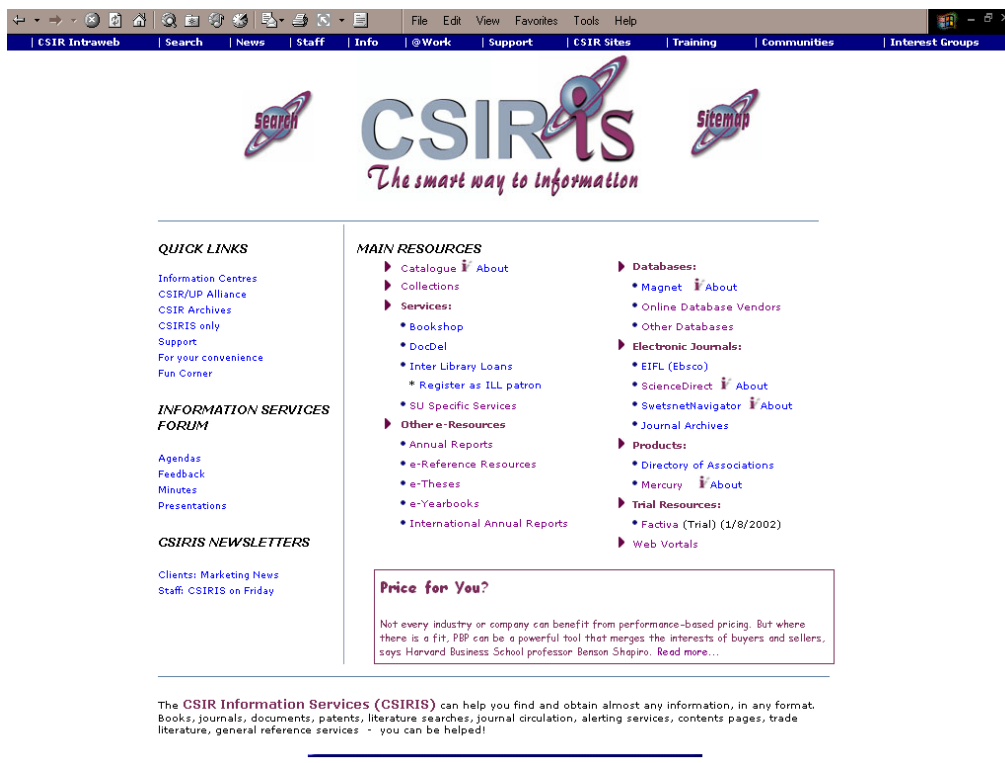 File Edit View Favorites Tools Help
| CSIR Intraweb | Search | News | Staff | Info | @Work | Support | CSIR Sites | Training | Communities | Interest Groups
Search
CSIRis
Sitemap
The smart way to information
QUICK LINKS
Information Centres
CSIR/UP Alliance
CSIR Archives
CSIRIS only
Support
For your convenience
Fun Corner
INFORMATION SERVICES
FORUM
Agendas
Feedback
Minutes
Presentations
CSIRIS NEWSLETTERS
Clients: Marketing News
Staff: CSIRIS on Friday
MAIN RESOURCES
Catalogue i About
Collections
Services:
Bookshop
DocDel
Inter Library Loans
* Register as ILL patron
SU Specific Services
Other e-Resources
Annual Reports
e-Reference Resources
e-Theses
e-Yearbooks
International Annual Reports
Databases:
Magnet i About
Online Database Vendors
Other Databases
Electronic Journals:
EIFL (Ebsco)
ScienceDirect i About
SwetsnetNavigator i About
Journal Archives
Products:
Directory of Associations
Mercury i About
Trial Resources:
Factiva (Trial) (1/8/2002)
Web Vortals
Price for You?
Not every industry or company can benefit from performance-based pricing. But where
there is a fit, PBP can be a powerful tool that merges the interests of buyers and sellers,
says Harvard Business School professor Benson Shapiro. Read more...
The CSIR Information Services (CSIRIS) can help you find and obtain almost any information, in any format.
Books, journals, documents, patents, literature searches, journal circulation, alerting services, contents pages, trade
literature, general reference services - you can be helped!